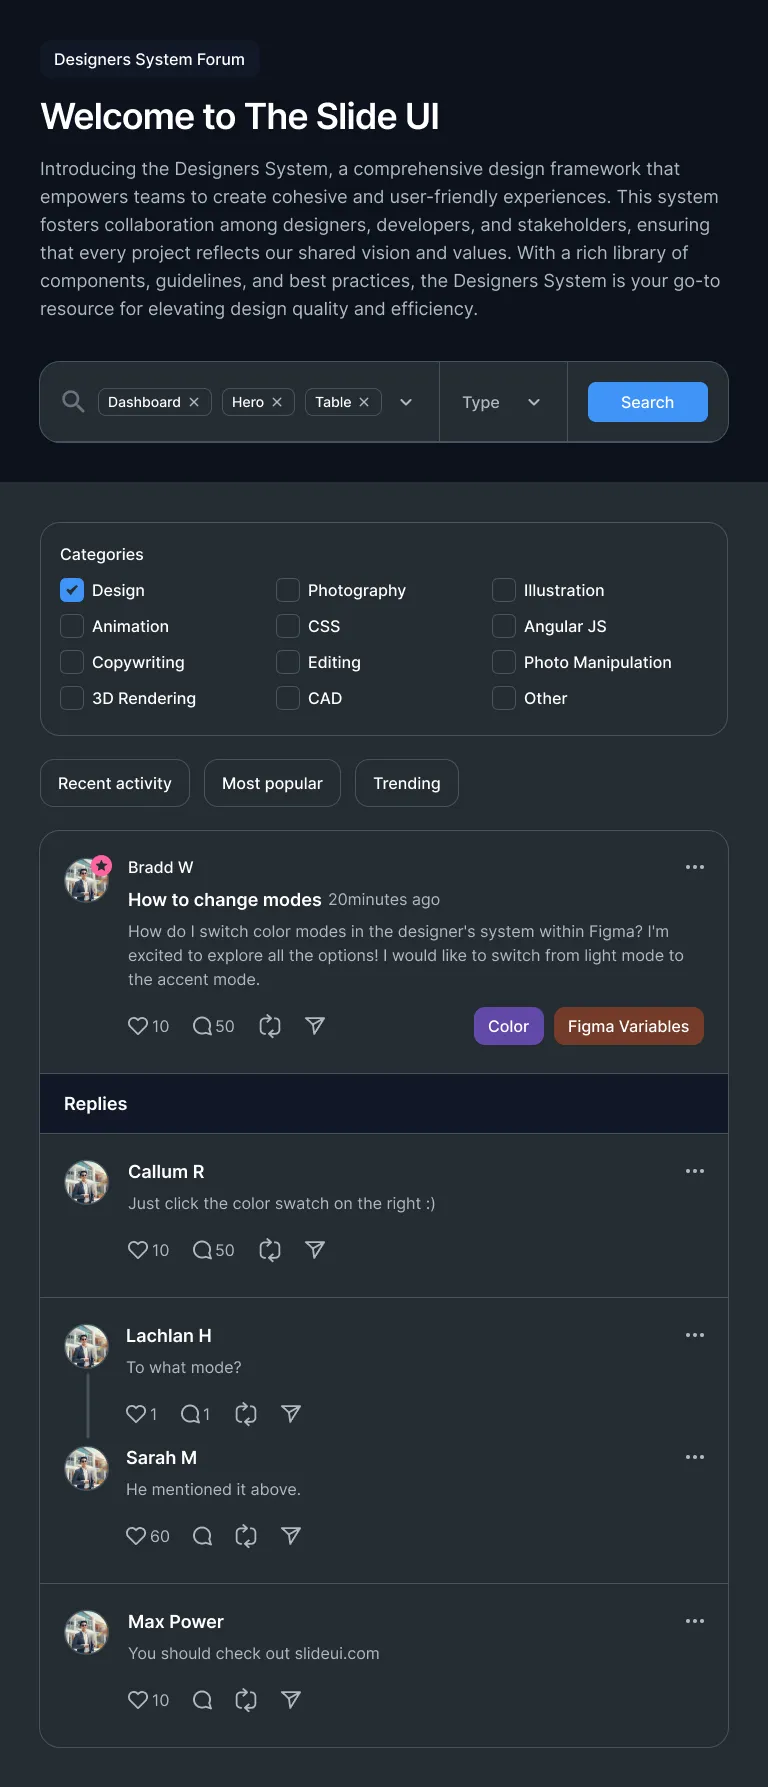 Designers System Forum
Welcome to The Slide UI
Introducing the Designers System, a comprehensive design framework that
empowers teams to create cohesive and user-friendly experiences. This system
fosters collaboration among designers, developers, and stakeholders, ensuring
that every project reflects our shared vision and values. With a rich library of
components, guidelines, and best practices, the Designers System is your go-to
resource for elevating design quality and efficiency.
Dashboard Hero Table Type Search
Categories
Design Photography Illustration
Animation CSS Angular JS
Copywriting Editing Photo Manipulation
3D Rendering CAD Other
Recent activity Most popular Trending
Bradd W
How to change modes 20minutes ago
How do I switch color modes in the designer's system within Figma? I'm
excited to explore all the options! I would like to switch from light mode to
the accent mode.
10 50 Color Figma Variables
Replies
Callum R
Just click the color swatch on the right :)
10 50
Lachlan H
To what mode?
1 1
Sarah M
He mentioned it above.
60
Max Power
You should check out slideui.com
10